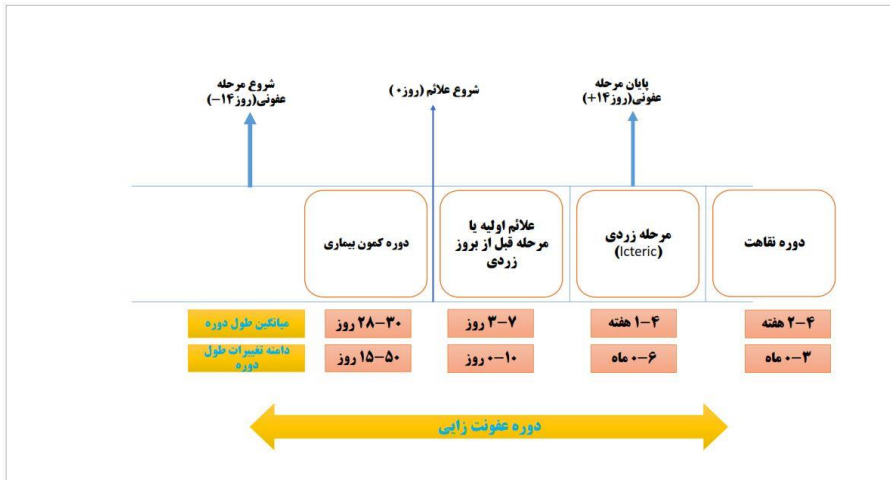 شروع مرحله
عفونی(روز۱۴-)
شروع علائم (روز۰)
پایان مرحله
عفونی(روز۱۴+)
دوره کمون بیماری
علائم اولیه یا
مرحله قبل از بروز
زردی
مرحله زردی
(Icteric)
دوره نقاهت
میانگین طول دوره
۲۸-۳۰ روز
۳-۷ روز
۱-۴ هفته
۲-۴ هفته
دامنه تغییرات طول
دوره
۱۵-۵۰ روز
۰-۱۰ روز
۰-۶ ماه
۰-۳ ماه
دوره عفونت زایی